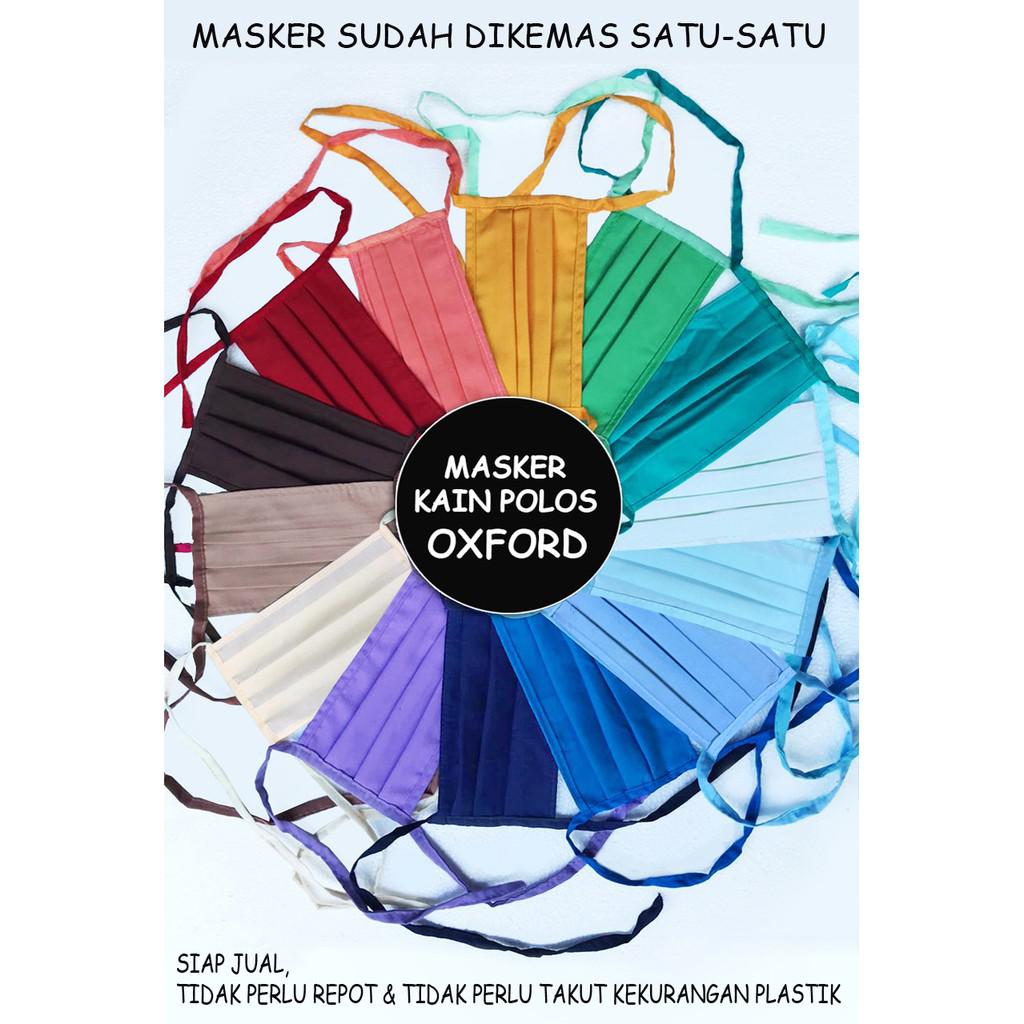 MASKER SUDAH DIKEMAS SATU-SATU
MASKER
KAIN POLOS
OXFORD
SIAP JUAL,
TIDAK PERLU REPOT & TIDAK PERLU TAKUT KEKURANGAN PLASTIK